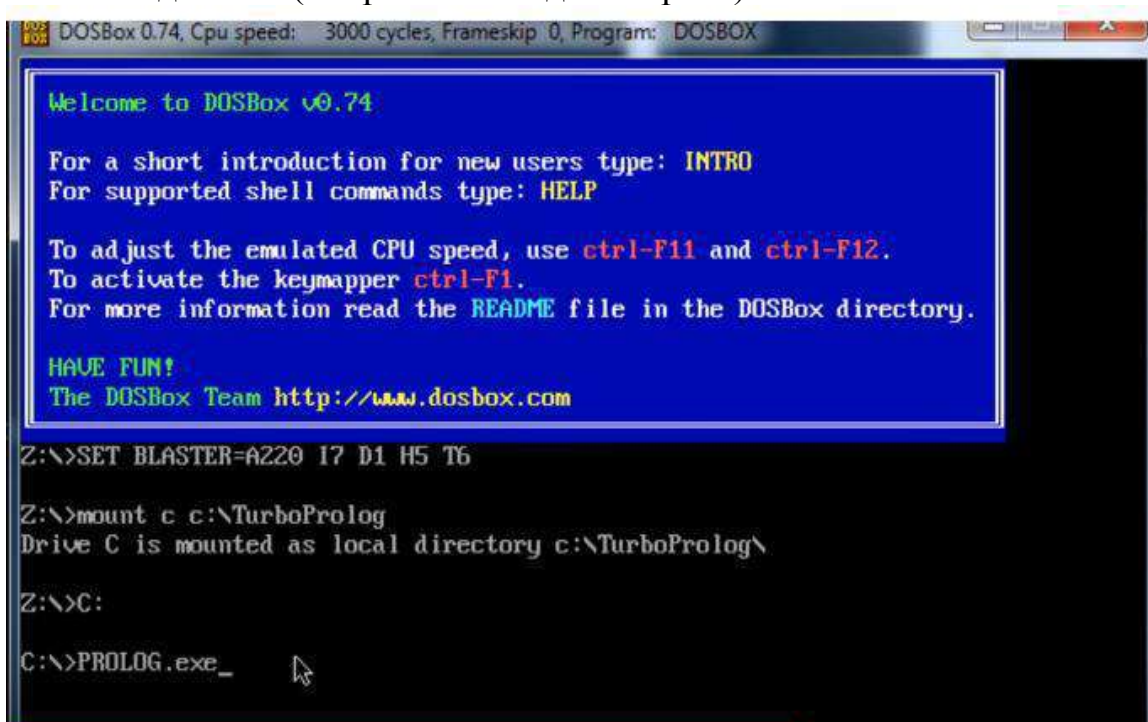 DOSBox 0.74, Cpu speed: 3000 cycles, Frameskip 0, Program: DOSBOX
Welcome to DOSBox v0.74
For a short introduction for new users type: INTRO
For supported shell commands type: HELP
To adjust the emulated CPU speed, use ctrl-F11 and ctrl-F12.
To activate the keymapper ctrl-F1.
For more information read the README file in the DOSBox directory.
HAVE FUN!
The DOSBox Team http://www.dosbox.com
Z:\>SET BLASTER=A220 I7 D1 H5 T6
Z:\>mount c c:\TurboProlog
Drive C is mounted as local directory c:\TurboProlog\
Z:\>C:
C:\>PROLOG.exe_